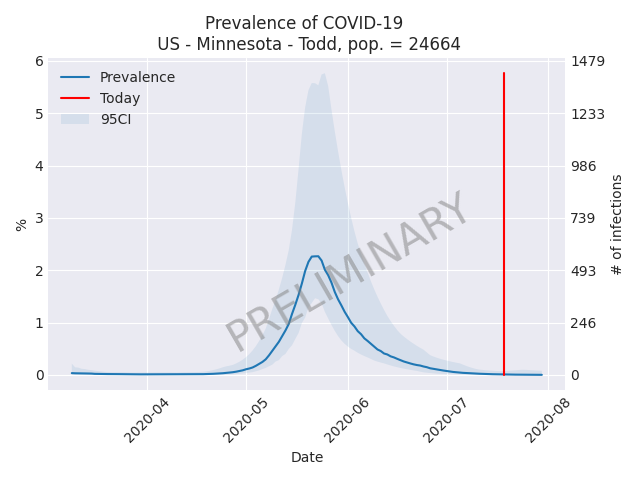 Prevalence of COVID-19
US - Minnesota - Todd, pop. = 24664
Prevalence
Today
95CI
PRELIMINARY
6
5
4
3
2
1
0
%
1479
1233
986
739
493
246
0
# of infections
2020-04
2020-05
2020-06
2020-07
2020-08
Date